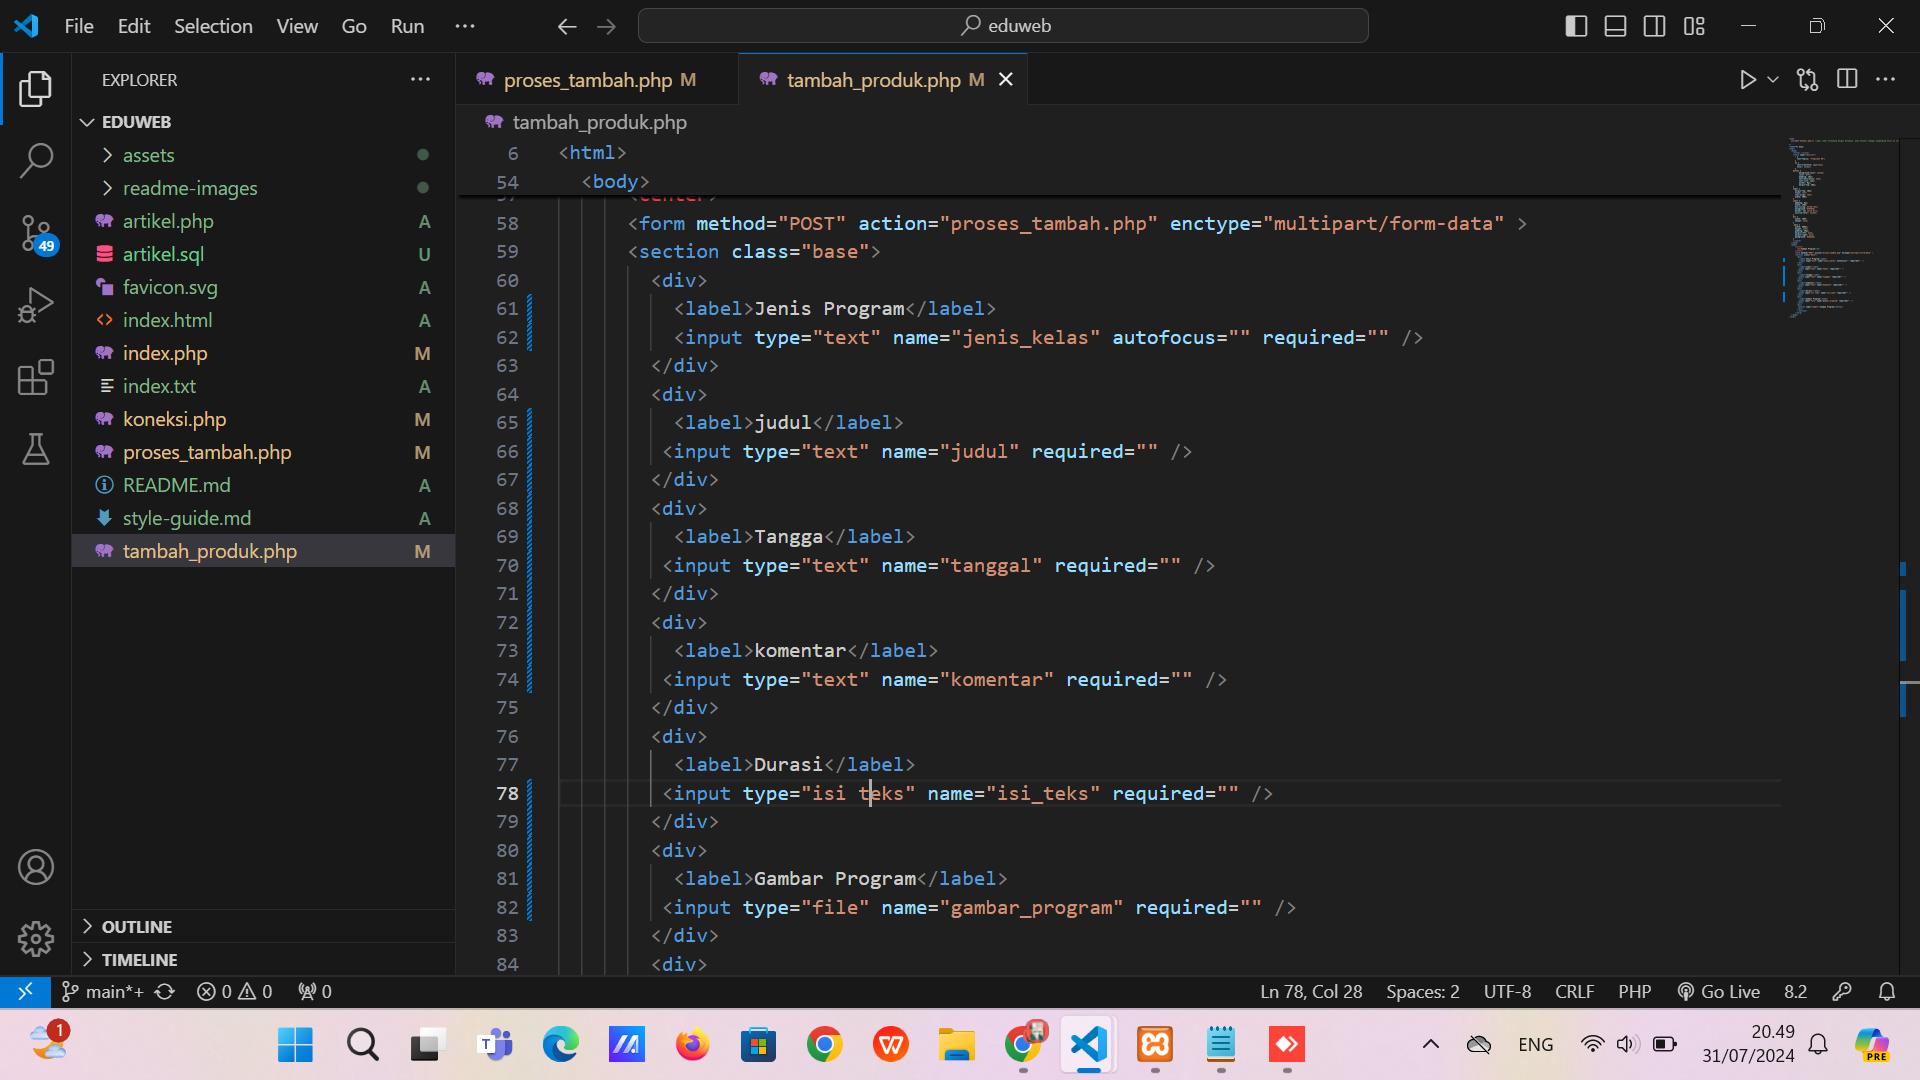 File Edit Selection View Go Run ···
eduweb
EXPLORER
EDUWEB
assets
readme-images
artikel.php A
artikel.sql U
favicon.svg A
index.html A
index.php M
index.txt A
koneksi.php M
proses_tambah.php M
README.md A
style-guide.md A
tambah_produk.php M
OUTLINE
TIMELINE
49
proses_tambah.php M
tambah_produk.php M
tambah_produk.php
6 <html>
54 <body>
57 <center>
58 <form method="POST" action="proses_tambah.php" enctype="multipart/form-data" >
59 <section class="base">
60 <div>
61 <label>Jenis Program</label>
62 <input type="text" name="jenis_kelas" autofocus="" required="" />
63 </div>
64 <div>
65 <label>judul</label>
66 <input type="text" name="judul" required="" />
67 </div>
68 <div>
69 <label>Tangga</label>
70 <input type="text" name="tanggal" required="" />
71 </div>
72 <div>
73 <label>komentar</label>
74 <input type="text" name="komentar" required="" />
75 </div>
76 <div>
77 <label>Durasi</label>
78 <input type="isi teks" name="isi_teks" required="" />
79 </div>
80 <div>
81 <label>Gambar Program</label>
82 <input type="file" name="gambar_program" required="" />
83 </div>
84 <div>
main*+ 0 0 0
Ln 78, Col 28 Spaces: 2 UTF-8 CRLF PHP Go Live 8.2
1
ENG
20.49
31/07/2024
PRE